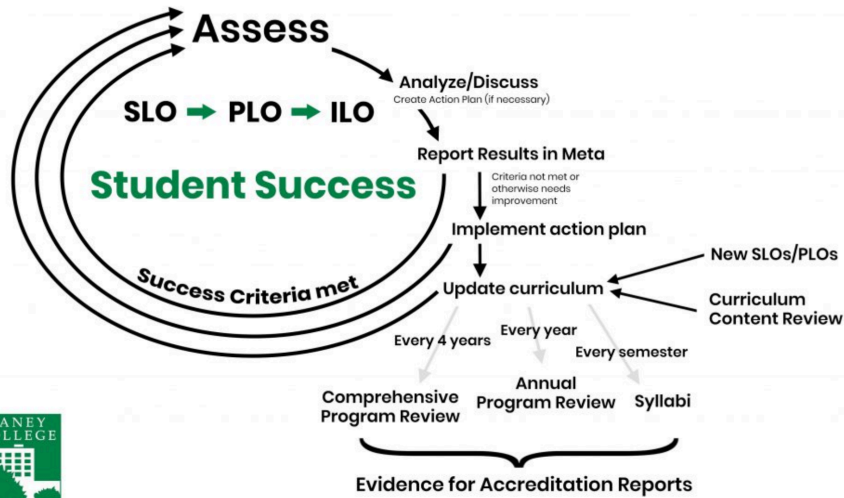 Assess
Analyze/Discuss
Create Action Plan (if necessary)
SLO PLO ILO
Report Results in Meta
Student Success
Criteria not met or
otherwise needs
improvement
Implement action plan
Success Criteria met
Update curriculum
New SLOs/PLOs
Curriculum
Content Review
Every 4 years
Every year
Every semester
Comprehensive
Program Review
Annual
Program Review
Syllabi
Evidence for Accreditation Reports